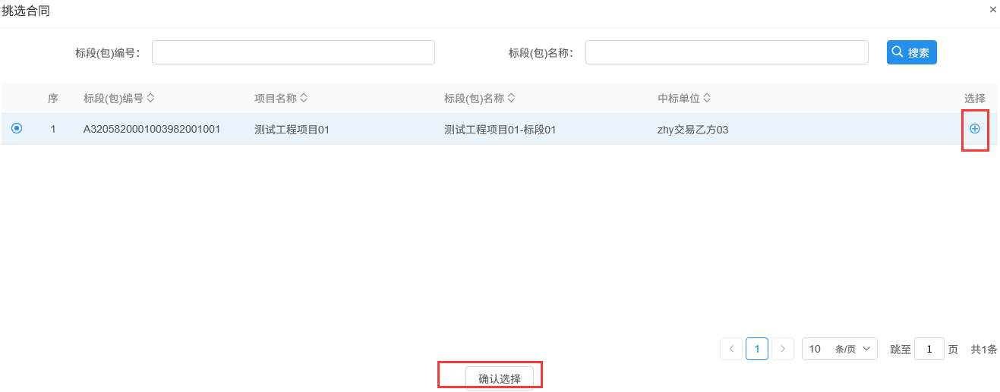 挑选合同 ×
标段(包)编号： 标段(包)名称： 搜索
序 标段(包)编号 项目名称 标段(包)名称 中标单位 选择
1 A3205820001003982001001 测试工程项目01 测试工程项目01-标段01 zhy交易乙方03
1 10 条/页 跳至 1 页 共1条
确认选择